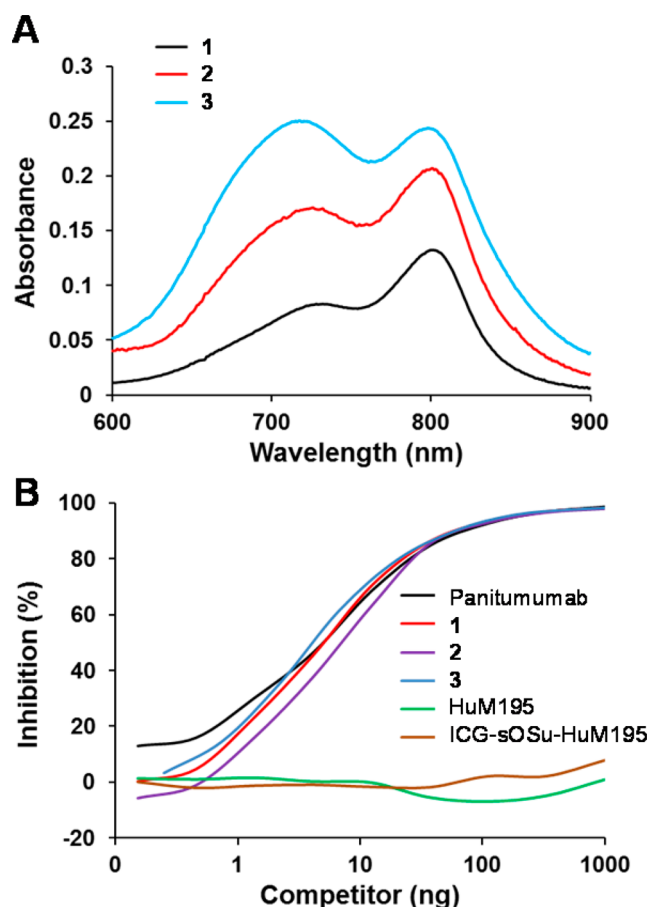 A
1
2
3
0.3
0.25
0.2
0.15
0.1
0.05
0
600 700 800 900
Wavelength (nm)
Absorbance
B
100
80
60
40
20
0
-20
Panitumumab
1
2
3
HuM195
ICG-sOSu-HuM195
0 1 10 100 1000
Competitor (ng)
Inhibition (%)